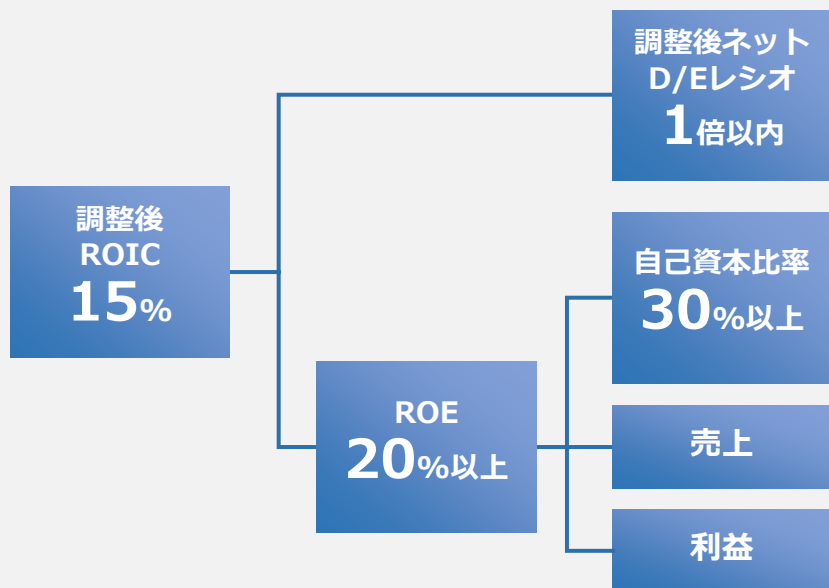 調整後ネット
D/Eレシオ
1倍以内
調整後
ROIC
15%
自己資本比率
30%以上
ROE
20%以上
売上
利益